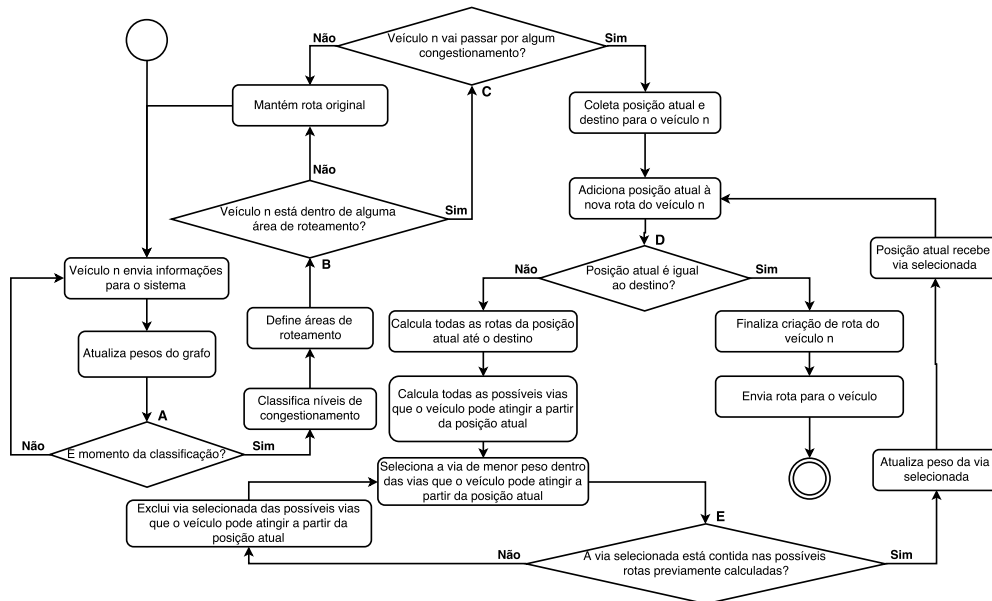 Veículo n vai passar por algum
congestionamento?
Não
Sim
C
Mantém rota original
Coleta posição atual e
destino para o veículo n
Não
Veículo n está dentro de alguma
área de roteamento?
Sim
B
Adiciona posição atual à
nova rota do veículo n
D
Posição atual é igual
ao destino?
Não
Sim
Posição atual recebe
via selecionada
Veículo n envia informações
para o sistema
Define áreas de
roteamento
Calcula todas as rotas da posição
atual até o destino
Finaliza criação de rota do
veículo n
Atualiza pesos do grafo
Classifica níveis de
congestionamento
Calcula todas as possíveis vias
que o veículo pode atingir a partir
da posição atual
Envia rota para o veículo
A
É momento da classificação?
Não
Sim
Seleciona a via de menor peso dentro
das vias que o veículo pode atingir a
partir da posição atual
Atualiza peso da via
selecionada
Exclui via selecionada das possíveis vias
que o veículo pode atingir a partir da
posição atual
E
A via selecionada está contida nas possíveis
rotas previamente calculadas?
Não
Sim